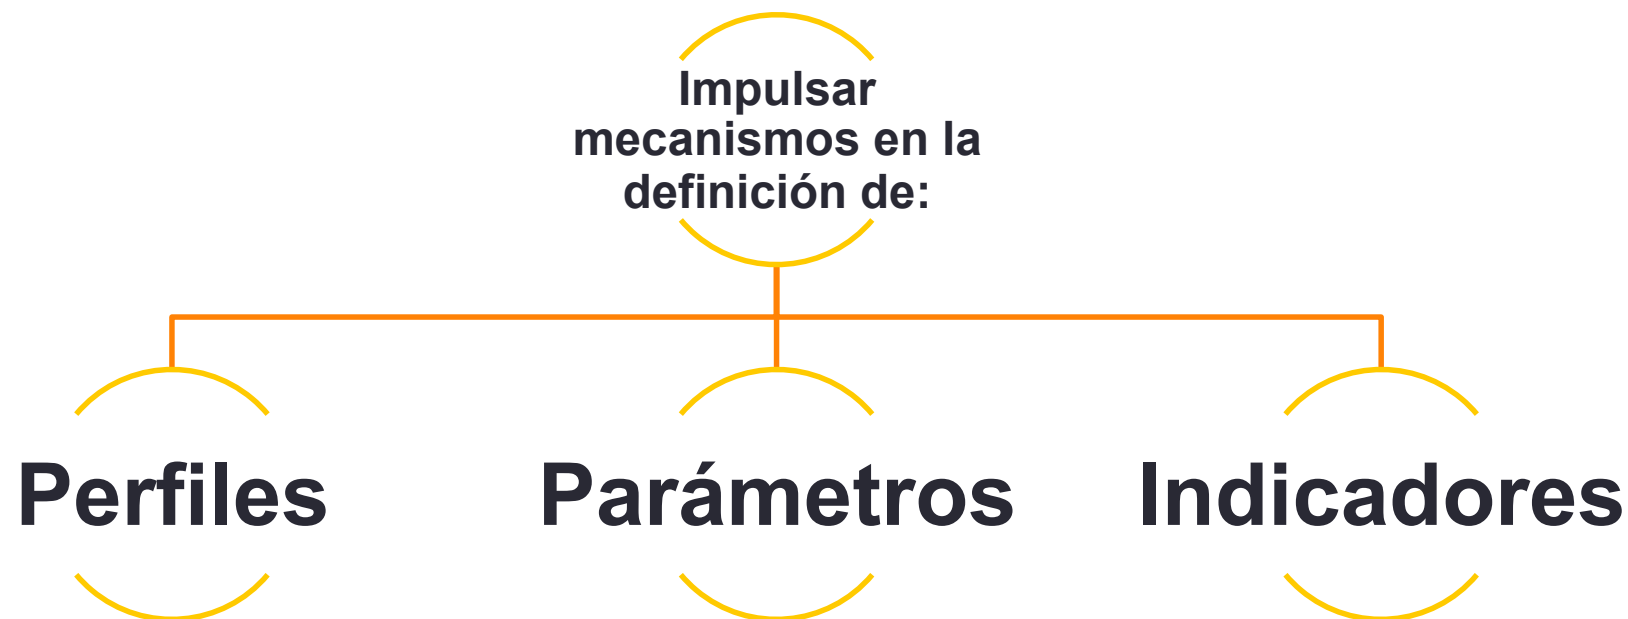 Impulsar
mecanismos en la
definición de:
Perfiles
Parámetros
Indicadores